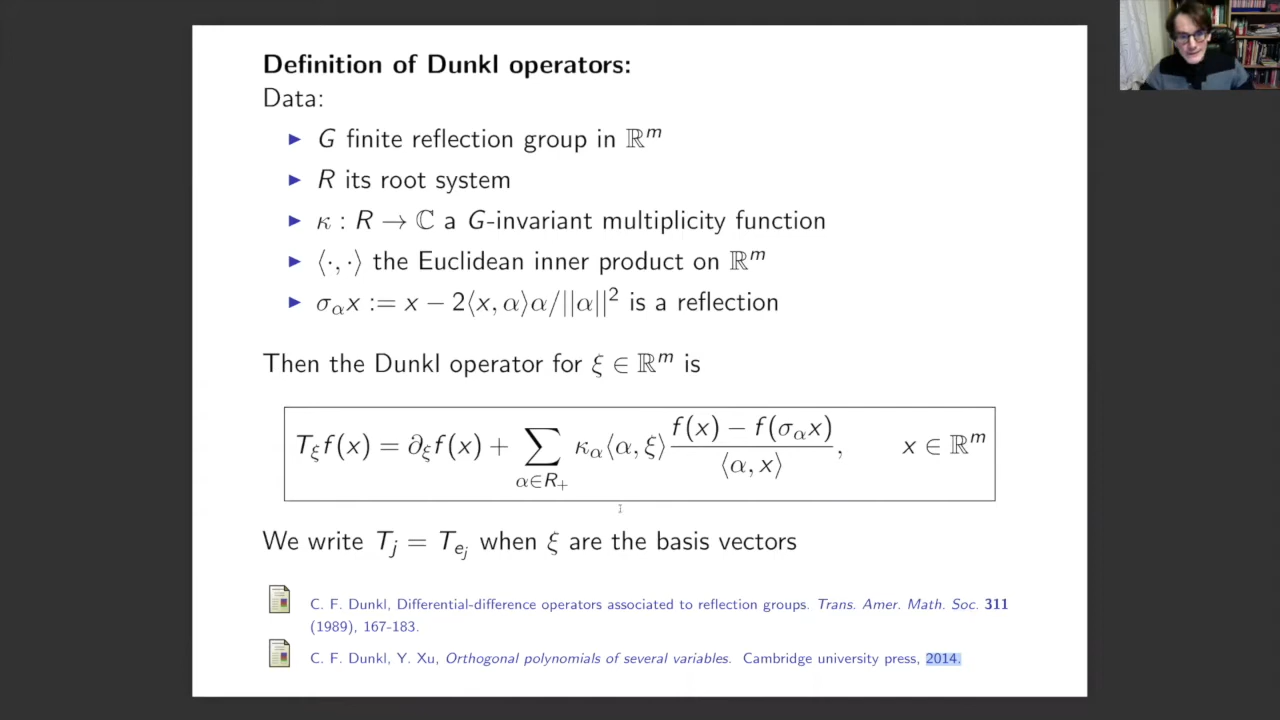 Definition of Dunkl operators:
Data:
▶ G finite reflection group in ℝ^m
▶ R its root system
▶ κ : R → ℂ a G-invariant multiplicity function
▶ ⟨·, ·⟩ the Euclidean inner product on ℝ^m
▶ σ_α x := x − 2⟨x, α⟩α/||α||² is a reflection
Then the Dunkl operator for ξ ∈ ℝ^m is
T_ξ f(x) = ∂_ξ f(x) + ∑_{α∈R_+} κ_α⟨α, ξ⟩ (f(x) − f(σ_α x))/⟨α, x⟩, x ∈ ℝ^m
We write T_j = T_{e_j} when ξ are the basis vectors
C. F. Dunkl, Differential-difference operators associated to reflection groups. Trans. Amer. Math. Soc. 311
(1989), 167-183.
C. F. Dunkl, Y. Xu, Orthogonal polynomials of several variables. Cambridge university press, 2014.